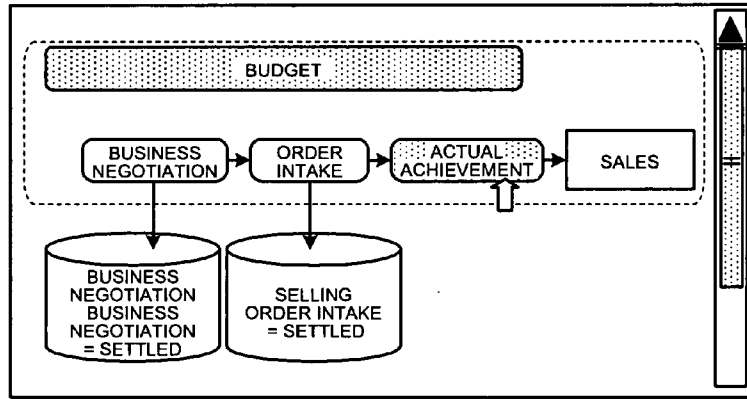 BUDGET
BUSINESS
NEGOTIATION
ORDER
INTAKE
ACTUAL
ACHIEVEMENT
SALES
BUSINESS
NEGOTIATION
BUSINESS
NEGOTIATION
= SETTLED
SELLING
ORDER INTAKE
= SETTLED